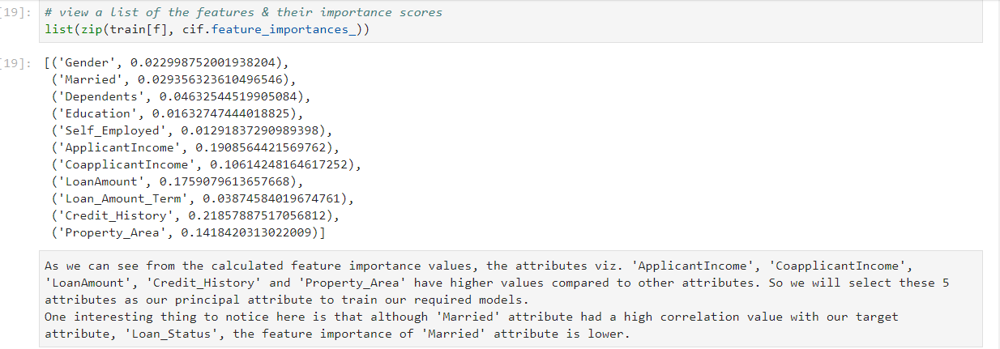 [19]: # view a list of the features & their importance scores
list(zip(train[f], cif.feature_importances_))
[19]: [('Gender', 0.022998752001938204),
('Married', 0.029356323610496546),
('Dependents', 0.04632544519905084),
('Education', 0.01632747444018825),
('Self_Employed', 0.01291837290989398),
('ApplicantIncome', 0.1908564421569762),
('CoapplicantIncome', 0.10614248164617252),
('LoanAmount', 0.1759079613657668),
('Loan_Amount_Term', 0.03874584019674761),
('Credit_History', 0.21857887517056812),
('Property_Area', 0.1418420313022009)]
As we can see from the calculated feature importance values, the attributes viz. 'ApplicantIncome', 'CoapplicantIncome',
'LoanAmount', 'Credit_History' and 'Property_Area' have higher values compared to other attributes. So we will select these 5
attributes as our principal attribute to train our required models.
One interesting thing to notice here is that although 'Married' attribute had a high correlation value with our target
attribute, 'Loan_Status', the feature importance of 'Married' attribute is lower.